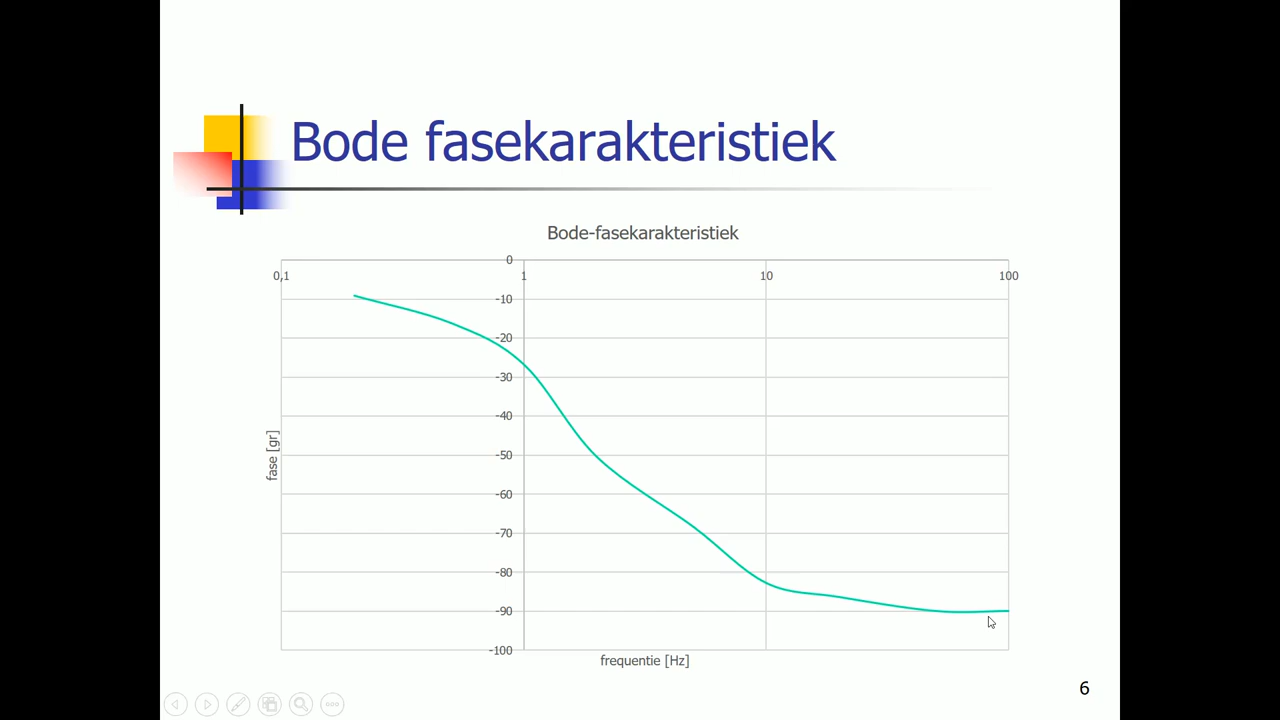 Bode fasekarakteristiek
Bode-fasekarakteristiek
0
0,1 1 10 100
-10
-20
-30
-40
-50
-60
-70
-80
-90
-100
fase [gr]
frequentie [Hz]
6